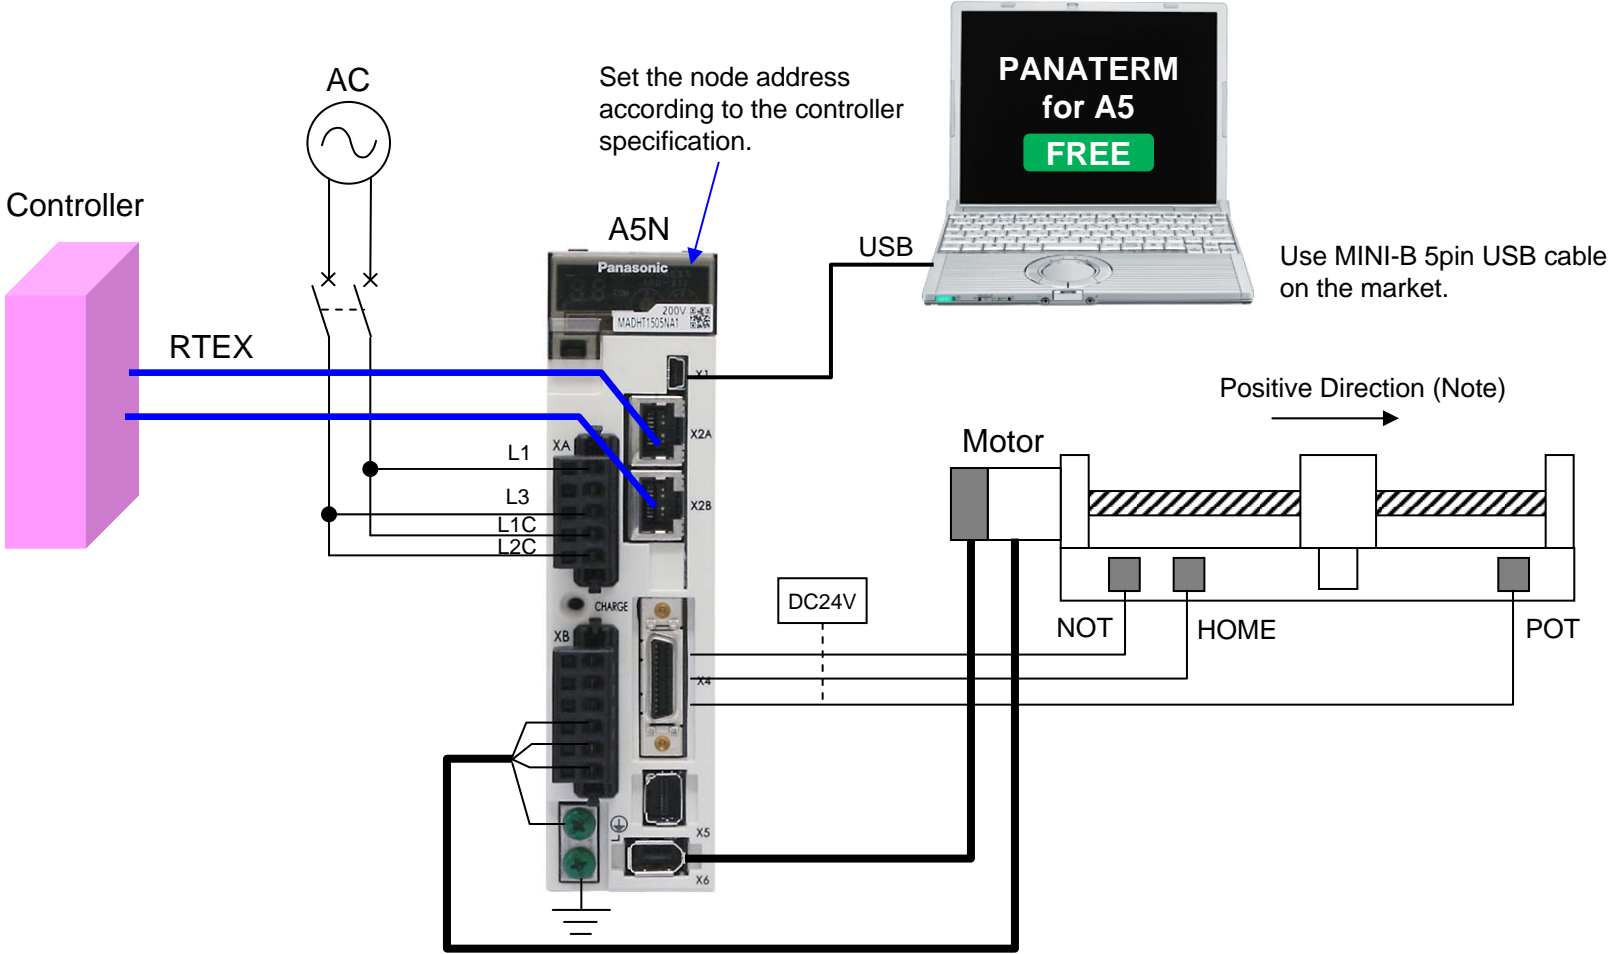 PANATERM
for A5
FREE
AC
Set the node address
according to the controller
specification.
Controller
A5N
USB
Use MINI-B 5pin USB cable
on the market.
Panasonic
200V
MADHT1505NA1
RTEX
X1
Positive Direction (Note)
X2A
XA
L1
Motor
L3
X2B
L1C
L2C
DC24V
CHARGE
NOT
HOME
POT
XB
X4
X5
X6